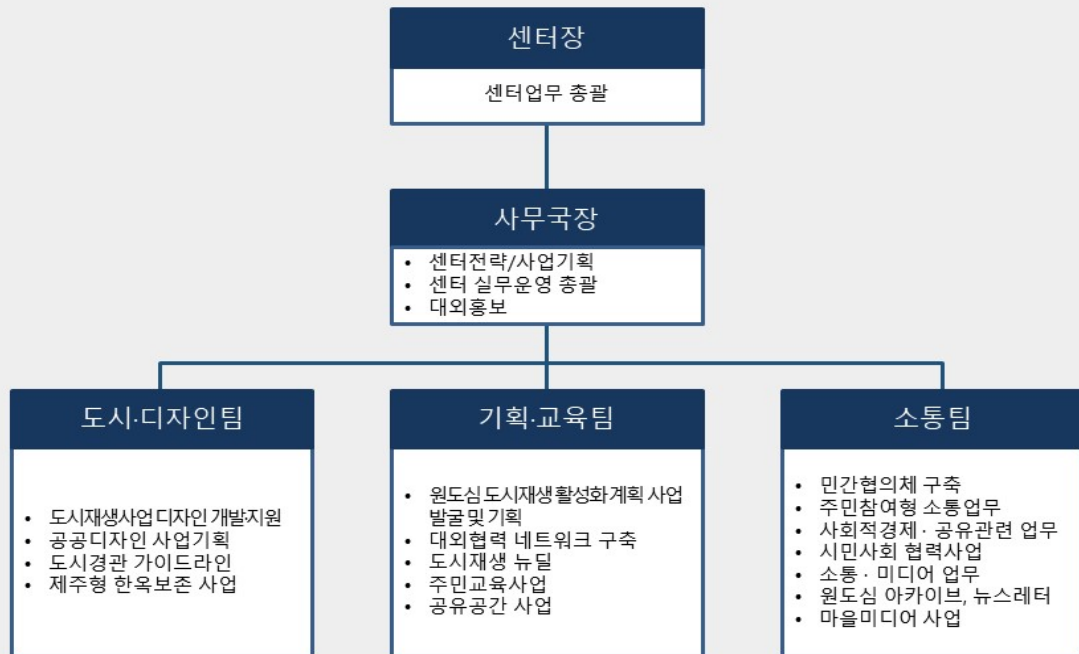 센터장
센터업무 총괄
사무국장
• 센터전략/사업기획
• 센터 실무운영 총괄
• 대외홍보
도시·디자인팀
• 도시재생사업 디자인 개발지원
• 공공디자인 사업기획
• 도시경관 가이드라인
• 제주형 한옥보존 사업
기획·교육팀
• 원도심 도시재생 활성화 계획 사업
발굴 및 기획
• 대외협력 네트워크 구축
• 도시재생 뉴딜
• 주민교육사업
• 공유공간 사업
소통팀
• 민간협의체 구축
• 주민참여형 소통업무
• 사회적경제 · 공유관련 업무
• 시민사회 협력사업
• 소통 · 미디어 업무
• 원도심 아카이브, 뉴스레터
• 마을미디어 사업